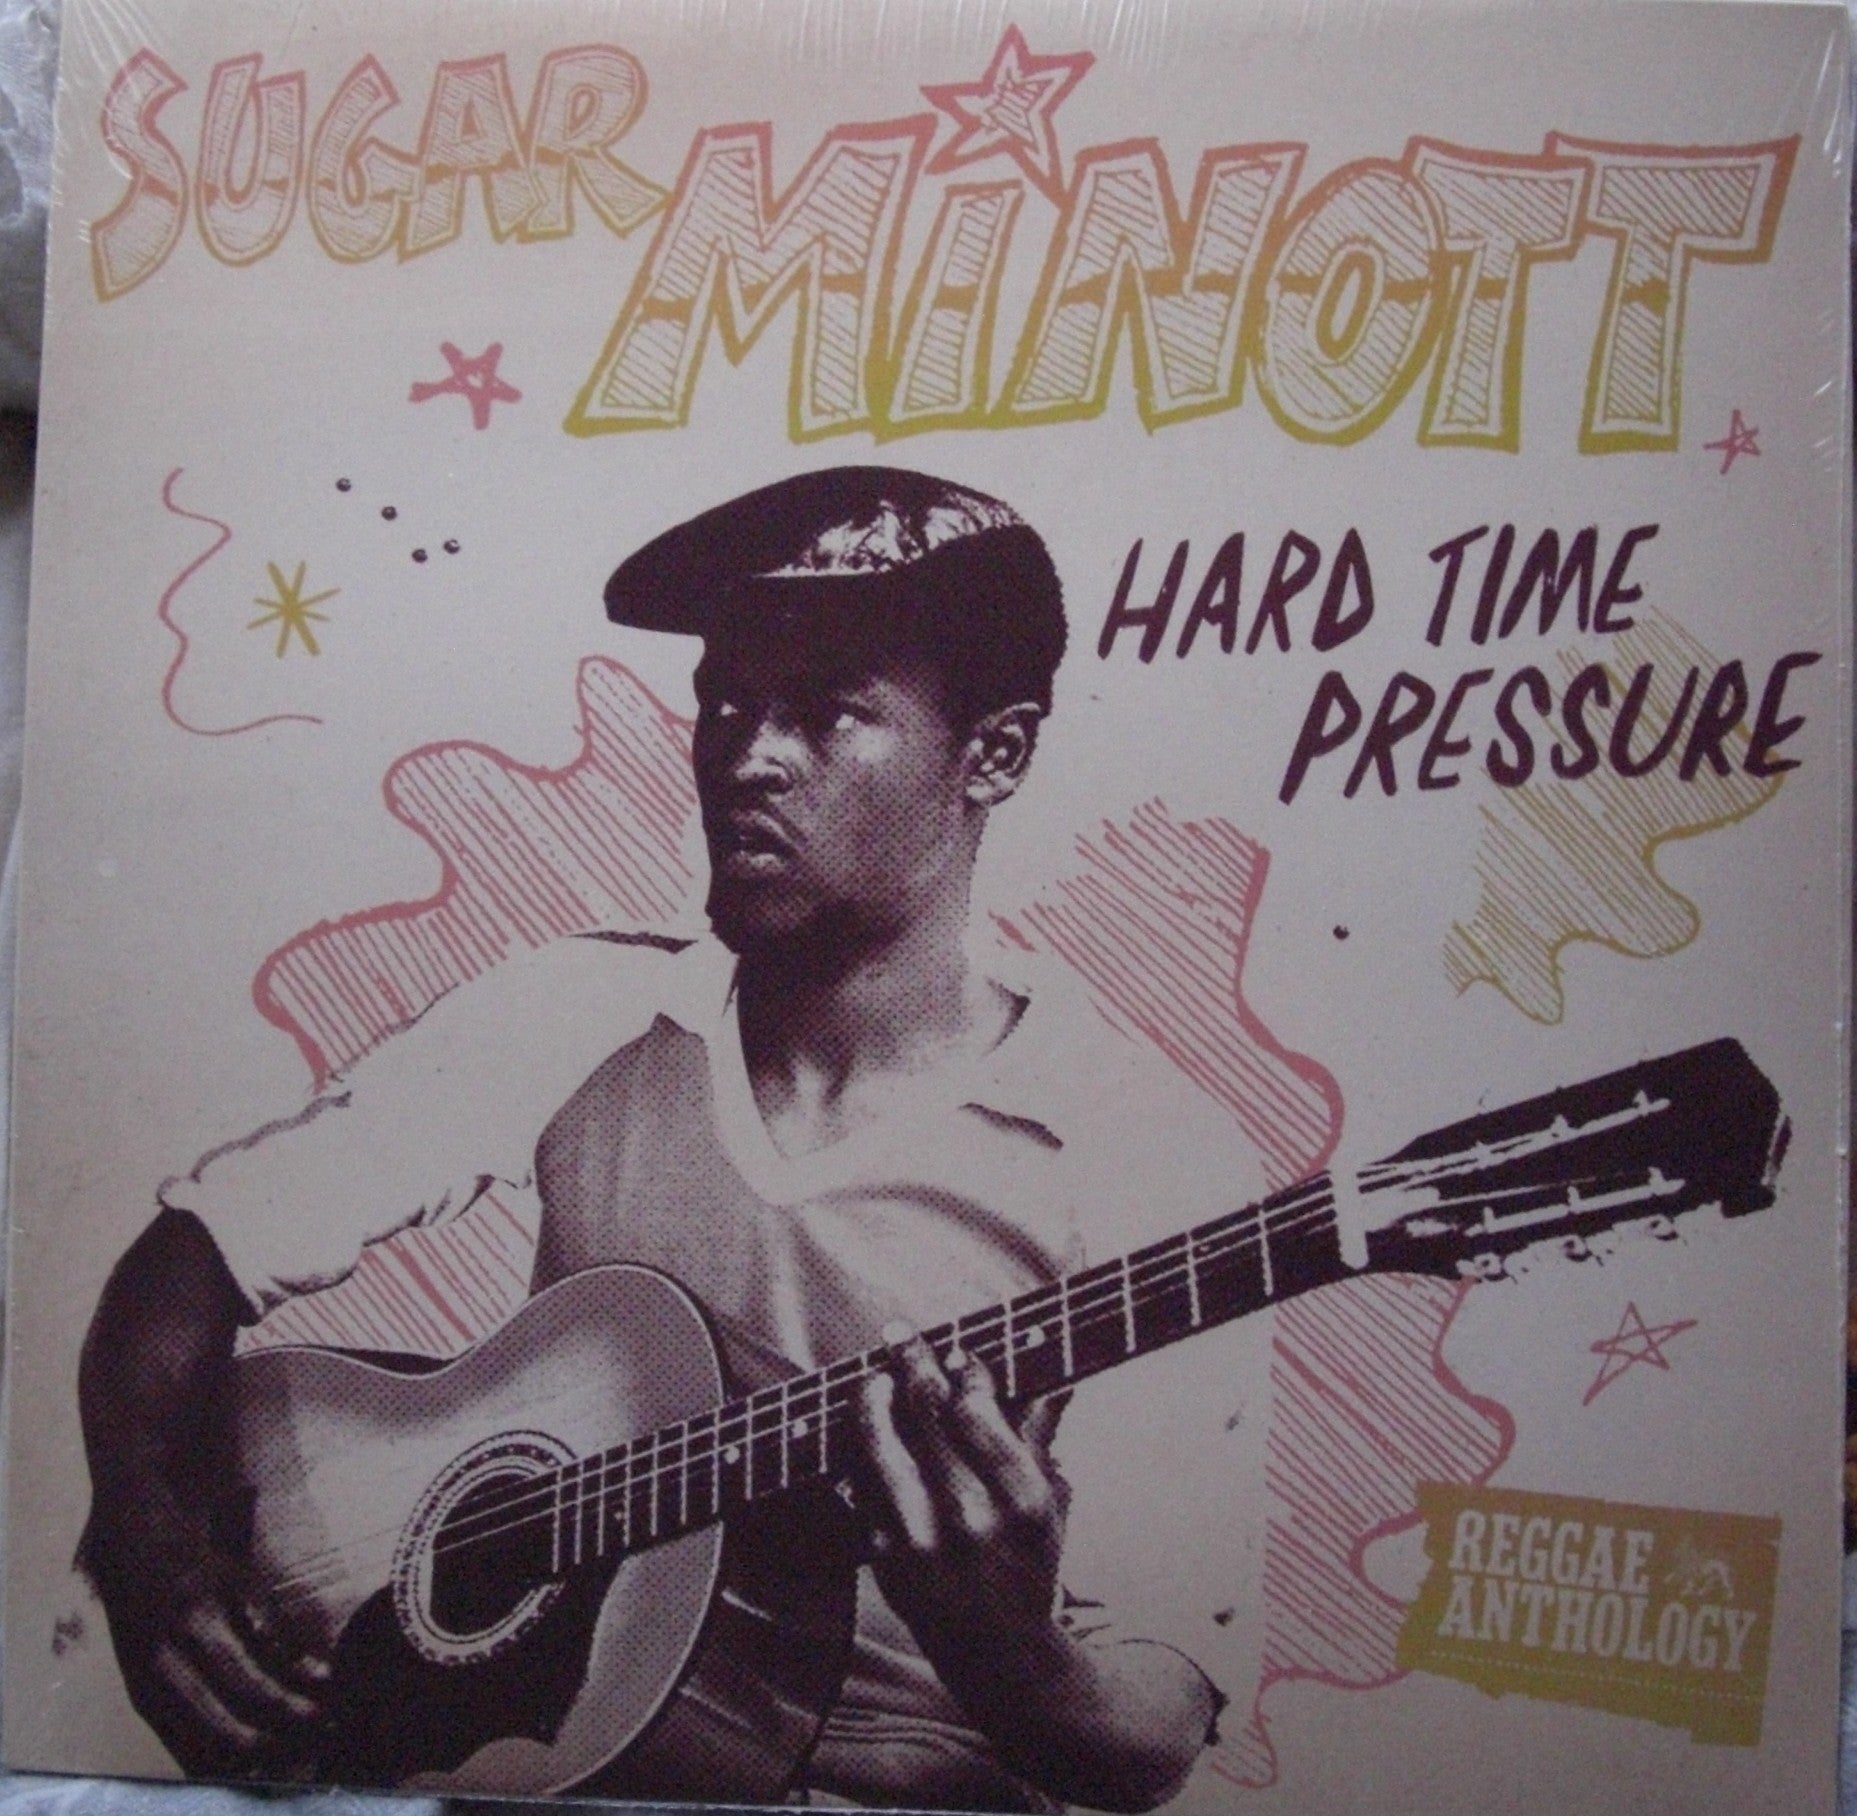 SUGAR
MiNOTT
HARD TIME
PRESSURE
REGGAE
ANTHOLOGY